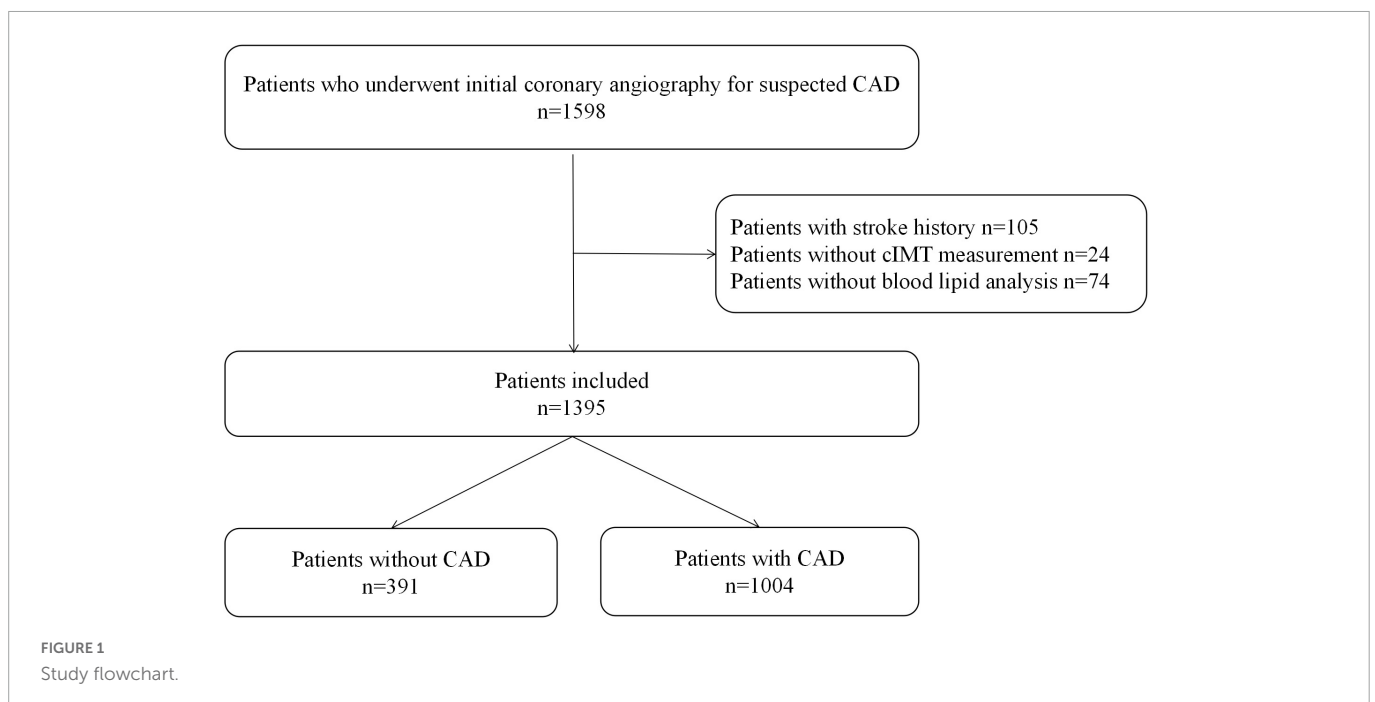 Patients who underwent initial coronary angiography for suspected CAD
n=1598
Patients with stroke history n=105
Patients without cIMT measurement n=24
Patients without blood lipid analysis n=74
Patients included
n=1395
Patients without CAD
n=391
Patients with CAD
n=1004
FIGURE 1
Study flowchart.